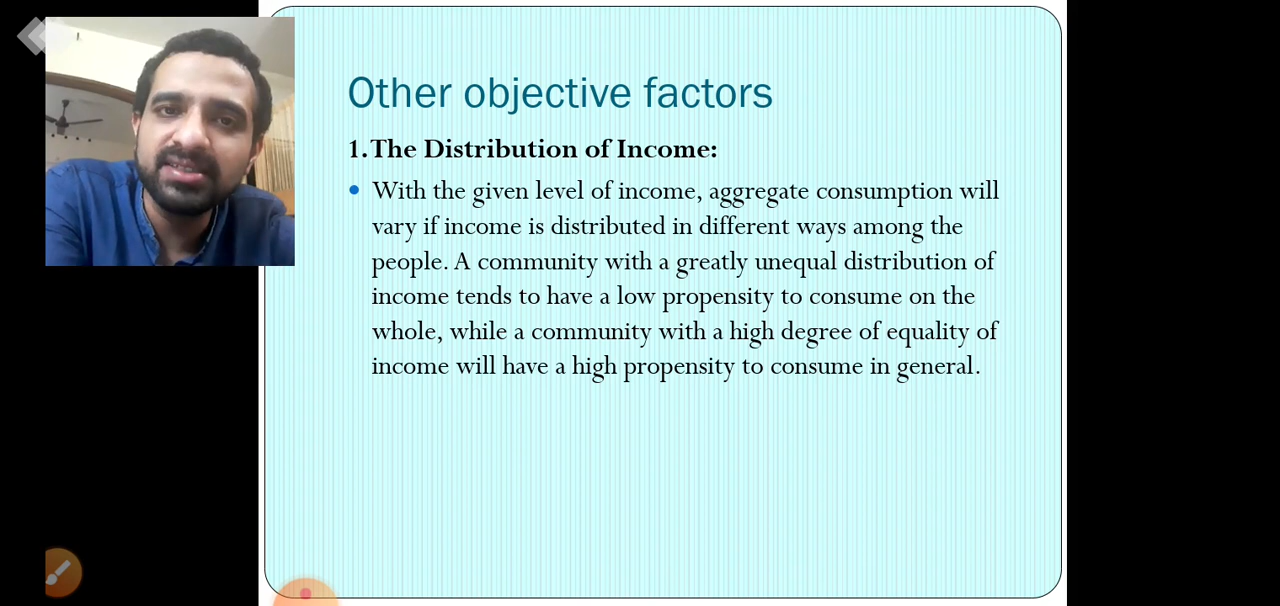 Other objective factors
1. The Distribution of Income:
• With the given level of income, aggregate consumption will
vary if income is distributed in different ways among the
people. A community with a greatly unequal distribution of
income tends to have a low propensity to consume on the
whole, while a community with a high degree of equality of
income will have a high propensity to consume in general.